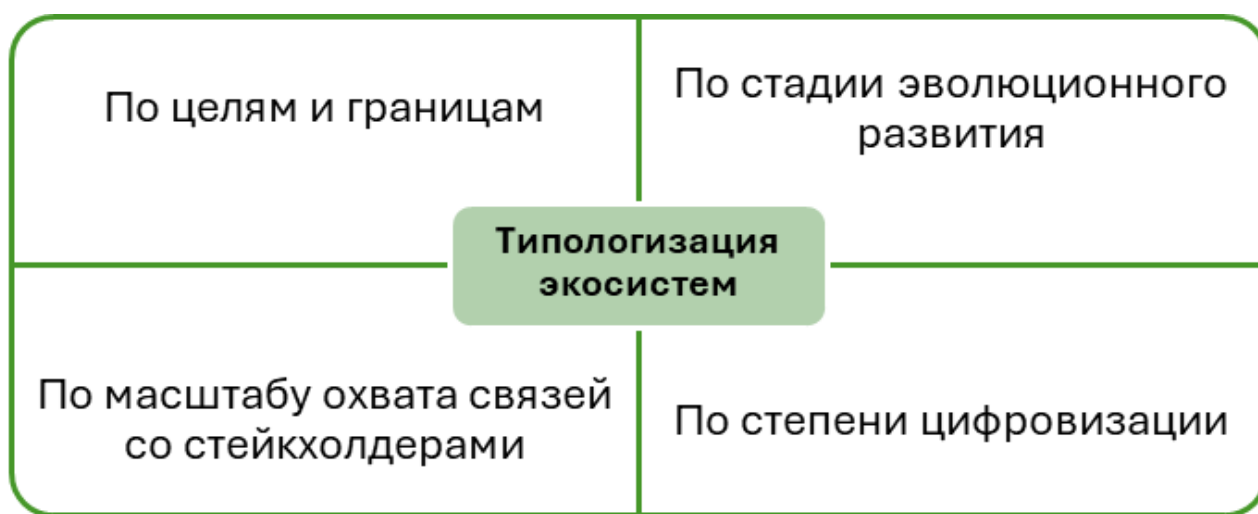 По целям и границам
По стадии эволюционного
развития
Типологизация
экосистем
По масштабу охвата связей
со стейкхолдерами
По степени цифровизации